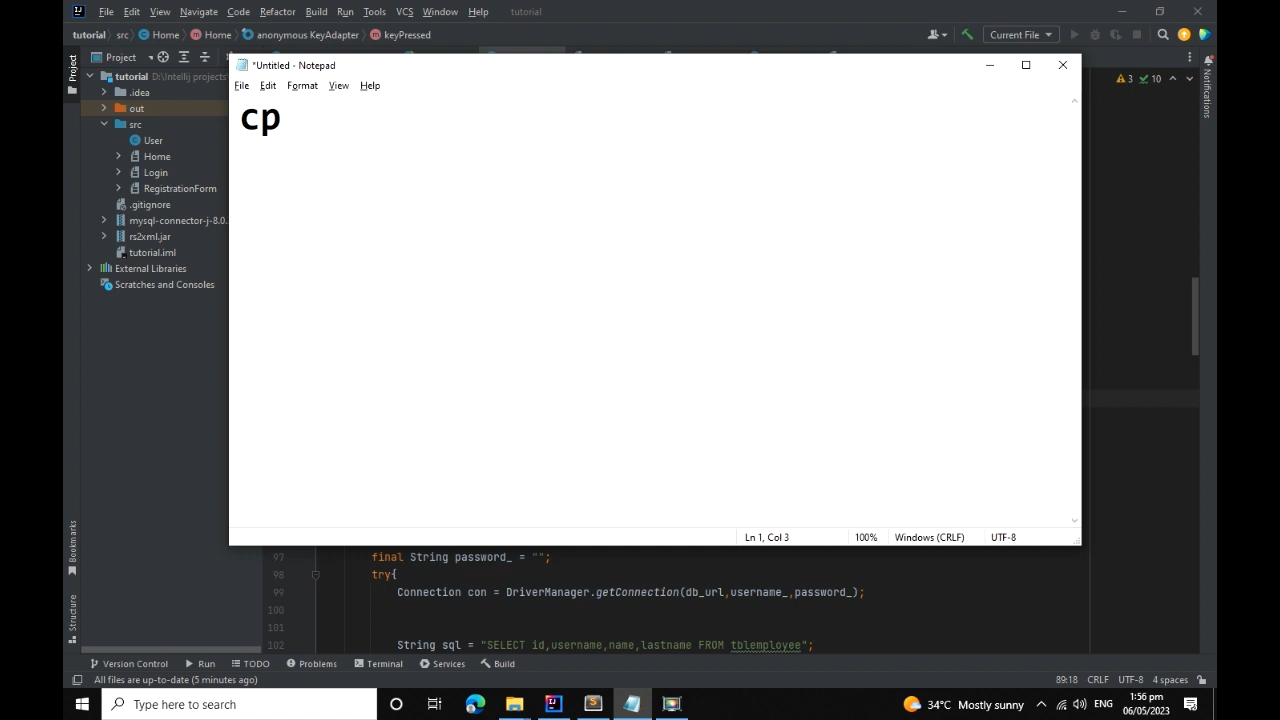 File Edit View Navigate Code Refactor Build Run Tools VCS Window Help tutorial
tutorial src Home Home anonymous KeyAdapter keyPressed Current File
Project
Project
*Untitled - Notepad
File Edit Format View Help
cp
tutorial D:\Intellij projects
.idea
out
src
User
Home
Login
RegistrationForm
.gitignore
mysql-connector-j-8.0.
rs2xml.jar
tutorial.iml
External Libraries
Scratches and Consoles
3 10
Notifications
Ln 1, Col 3 100% Windows (CRLF) UTF-8
Bookmarks
Structure
97 final String password_ = "";
98 try{
99 Connection con = DriverManager.getConnection(db_url,username_,password_);
100
101
102 String sql = "SELECT id,username,name,lastname FROM tblemployee";
Version Control Run TODO Problems Terminal Services Build
All files are up-to-date (5 minutes ago) 89:18 CRLF UTF-8 4 spaces
Type here to search 34°C Mostly sunny ENG 1:56 pm
06/05/2023